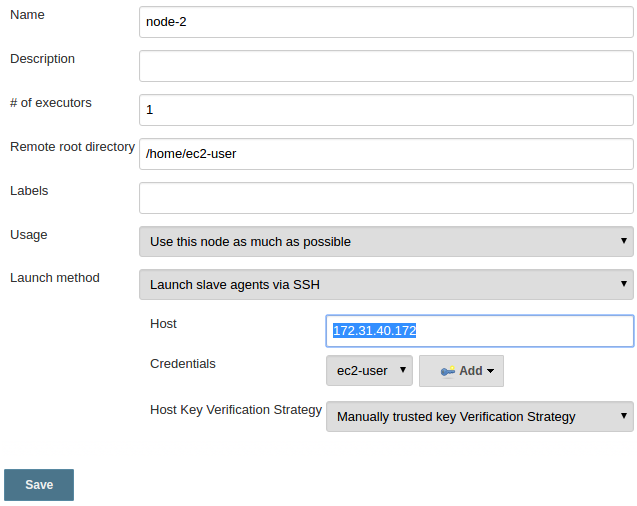 Name node-2
Description
# of executors 1
Remote root directory /home/ec2-user
Labels
Usage Use this node as much as possible
Launch method Launch slave agents via SSH
Host 172.31.40.172
Credentials ec2-user Add
Host Key Verification Strategy Manually trusted key Verification Strategy
Save